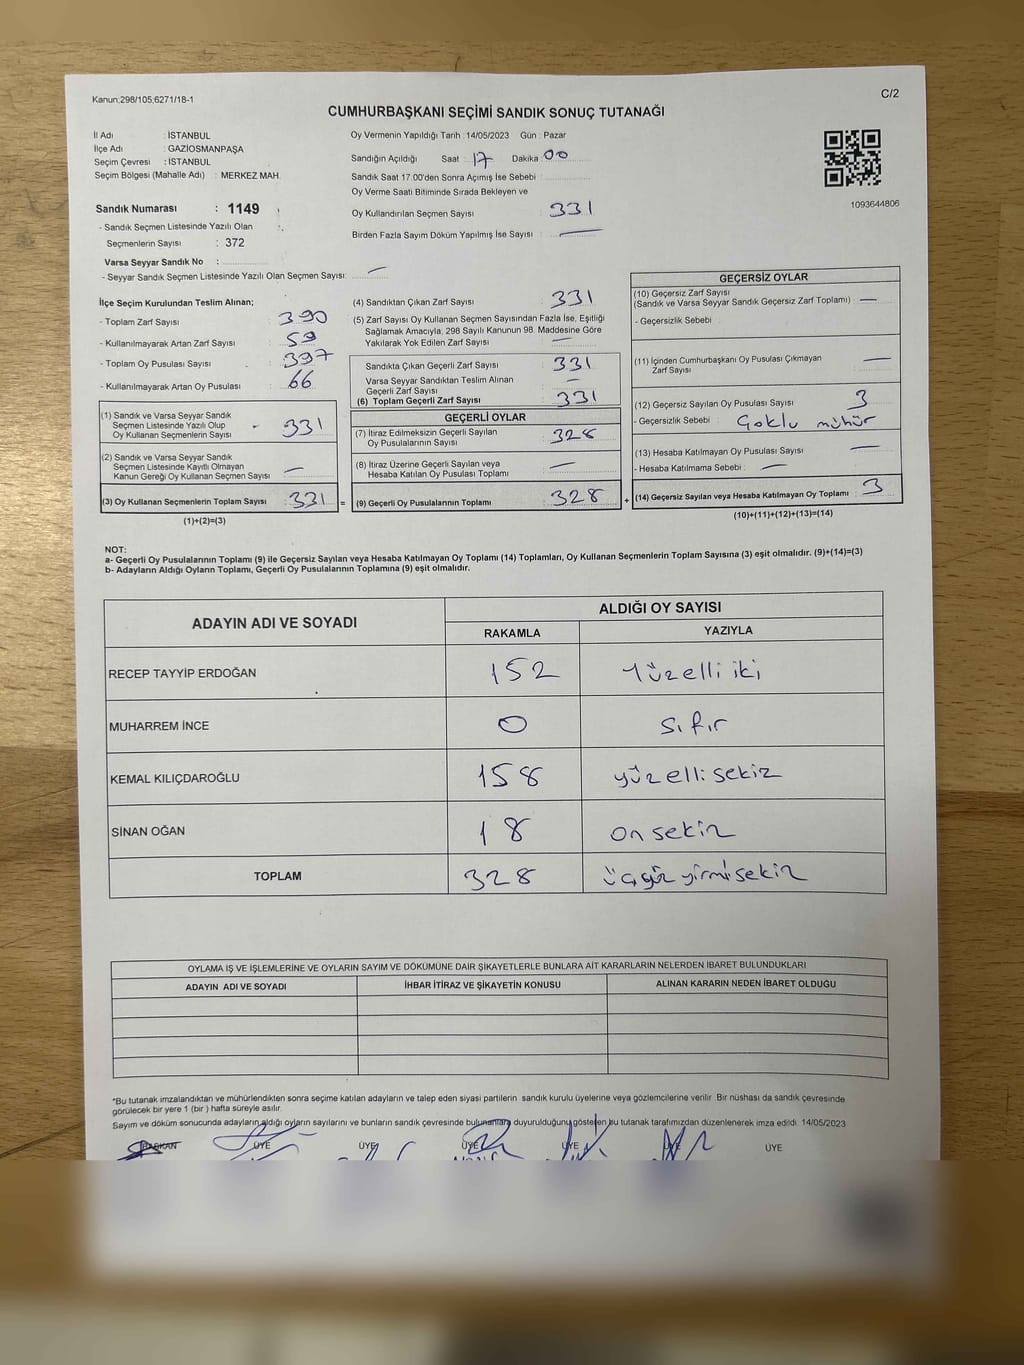 Kanun;298/105;6271/18-1
C/2
CUMHURBAŞKANI SEÇİMİ SANDIK SONUÇ TUTANAĞI
İl Adı : İSTANBUL
İlçe Adı : GAZİOSMANPAŞA
Seçim Çevresi : İSTANBUL
Seçim Bölgesi (Mahalle Adı) : MERKEZ MAH.
Sandık Numarası : 1149
- Sandık Seçmen Listesinde Yazılı Olan
Seçmenlerin Sayısı : 372
Varsa Seyyar Sandık No :
- Seyyar Sandık Seçmen Listesinde Yazılı Olan Seçmen Sayısı:
Oy Vermenin Yapıldığı Tarih :14/05/2023 Gün : Pazar
Sandığın Açıldığı Saat : 17 Dakika : 00
Sandık Saat 17.00'den Sonra Açımış İse Sebebi :
Oy Verme Saati Bitiminde Sırada Bekleyen ve
Oy Kullandırılan Seçmen Sayısı : 331
Birden Fazla Sayım Döküm Yapılmış İse Sayısı : —
1093644806
İlçe Seçim Kurulundan Teslim Alınan;
- Toplam Zarf Sayısı : 390
- Kullanılmayarak Artan Zarf Sayısı : 59
- Toplam Oy Pusulası Sayısı : 397
- Kullanılmayarak Artan Oy Pusulası : 66
(1) Sandık ve Varsa Seyyar Sandık
Seçmen Listesinde Yazılı Olup
Oy Kullanan Seçmenlerin Sayısı : 331
(2) Sandık ve Varsa Seyyar Sandık
Seçmen Listesinde Kayıtlı Olmayan
Kanun Gereği Oy Kullanan Seçmen Sayısı : —
(3) Oy Kullanan Seçmenlerin Toplam Sayısı : 331 =
(1)+(2)=(3)
(4) Sandıktan Çıkan Zarf Sayısı : 331
(5) Zarf Sayısı Oy Kullanan Seçmen Sayısından Fazla İse, Eşitliği
Sağlamak Amacıyla; 298 Sayılı Kanunun 98. Maddesine Göre
Yakılarak Yok Edilen Zarf Sayısı : —
Sandıkta Çıkan Geçerli Zarf Sayısı : 331
Varsa Seyyar Sandıktan Teslim Alınan
Geçerli Zarf Sayısı : —
(6) Toplam Geçerli Zarf Sayısı : 331
GEÇERLİ OYLAR
(7) İtiraz Edilmeksizin Geçerli Sayılan
Oy Pusulalarının Sayısı : 328
(8) İtiraz Üzerine Geçerli Sayılan veya
Hesaba Katılan Oy Pusulası Toplamı : —
(9) Geçerli Oy Pusulalarının Toplamı : 328 +
GEÇERSİZ OYLAR
(10) Geçersiz Zarf Sayısı
(Sandık ve Varsa Seyyar Sandık Geçersiz Zarf Toplamı) : —
- Geçersizlik Sebebi :
(11) İçinden Cumhurbaşkanı Oy Pusulası Çıkmayan
Zarf Sayısı : —
(12) Geçersiz Sayılan Oy Pusulası Sayısı : 3
- Geçersizlik Sebebi : Çoklu mühür
(13) Hesaba Katılmayan Oy Pusulası Sayısı : —
- Hesaba Katılmama Sebebi : —
(14) Geçersiz Sayılan veya Hesaba Katılmayan Oy Toplamı : 3
(10)+(11)+(12)+(13)=(14)
NOT:
a- Geçerli Oy Pusulalarının Toplamı (9) ile Geçersiz Sayılan veya Hesaba Katılmayan Oy Toplamı (14) Toplamları, Oy Kullanan Seçmenlerin Toplam Sayısına (3) eşit olmalıdır. (9)+(14)=(3)
b- Adayların Aldığı Oyların Toplamı, Geçerli Oy Pusulalarının Toplamına (9) eşit olmalıdır.
ADAYIN ADI VE SOYADI ALDIĞI OY SAYISI
RAKAMLA YAZIYLA
RECEP TAYYİP ERDOĞAN 152 Yüzelli iki
MUHARREM İNCE 0 sıfır
KEMAL KILIÇDAROĞLU 158 yüzelli sekiz
SİNAN OĞAN 18 on sekiz
TOPLAM 328 üçyüz yirmi sekiz
OYLAMA İŞ VE İŞLEMLERİNE VE OYLARIN SAYIM VE DÖKÜMÜNE DAİR ŞİKAYETLERLE BUNLARA AİT KARARLARIN NELERDEN İBARET BULUNDUKLARI
ADAYIN ADI VE SOYADI İHBAR İTİRAZ VE ŞİKAYETİN KONUSU ALINAN KARARIN NEDEN İBARET OLDUĞU
*Bu tutanak imzalandıktan ve mühürlendikten sonra seçime katılan adayların ve talep eden siyasi partilerin sandık kurulu üyelerine veya gözlemcilerine verilir. Bir nüshası da sandık çevresinde
görülecek bir yere 1 (bir ) hafta süreyle asılır.
Sayım ve döküm sonucunda adayların aldığı oyların sayılarını ve bunların sandık çevresinde bulunanlara duyurulduğunu gösteren bu tutanak tarafımızdan düzenlenerek imza edildi. 14/05/2023
BAŞKAN ÜYE ÜYE ÜYE ÜYE ÜYE ÜYE